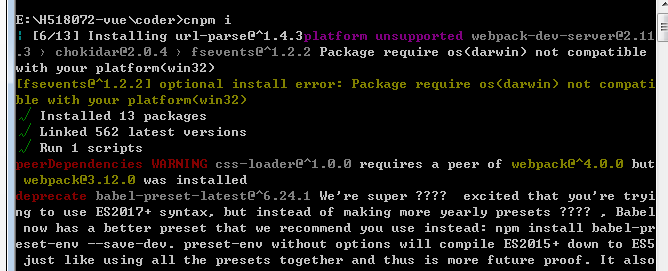 E:\H518072-vue\coder>cnpm i
[6/13] Installing url-parse@^1.4.3platform unsupported webpack-dev-server@2.11
.3 › chokidar@2.0.4 › fsevents@^1.2.2 Package require os(darwin) not compatible
with your platform(win32)
[fsevents@^1.2.2] optional install error: Package require os(darwin) not compati
ble with your platform(win32)
√ Installed 13 packages
√ Linked 562 latest versions
√ Run 1 scripts
peerDependencies WARNING css-loader@^1.0.0 requires a peer of webpack@^4.0.0 but
webpack@3.12.0 was installed
deprecate babel-preset-latest@^6.24.1 We're super ????  excited that you're tryi
ng to use ES2017+ syntax, but instead of making more yearly presets ???? , Babel
now has a better preset that we recommend you use instead: npm install babel-pr
eset-env --save-dev. preset-env without options will compile ES2015+ down to ES5
just like using all the presets together and thus is more future proof. It also